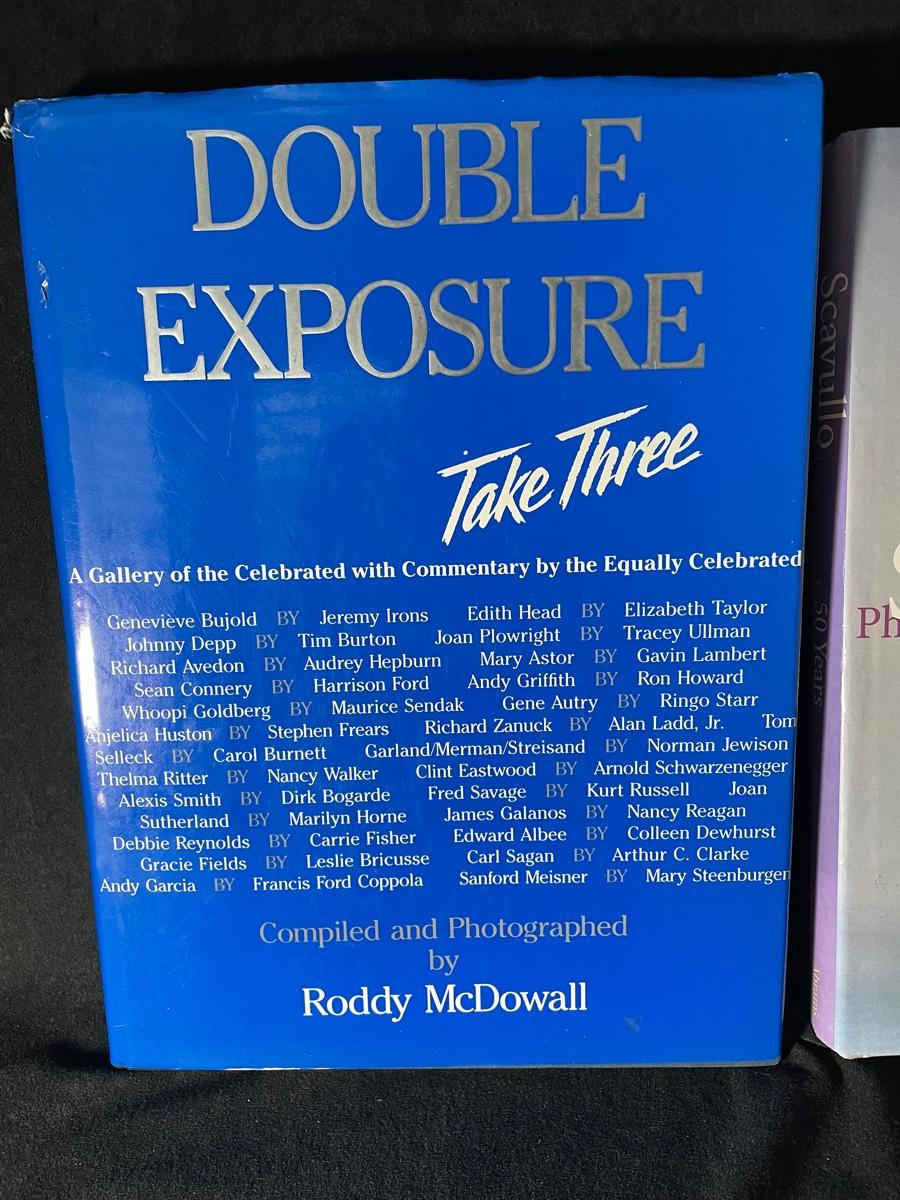 DOUBLE
EXPOSURE
Take Three
A Gallery of the Celebrated with Commentary by the Equally Celebrated
Geneviève Bujold BY Jeremy Irons Edith Head BY Elizabeth Taylor
Johnny Depp BY Tim Burton Joan Plowright BY Tracey Ullman
Richard Avedon BY Audrey Hepburn Mary Astor BY Gavin Lambert
Sean Connery BY Harrison Ford Andy Griffith BY Ron Howard
Whoopi Goldberg BY Maurice Sendak Gene Autry BY Ringo Starr
Anjelica Huston BY Stephen Frears Richard Zanuck BY Alan Ladd, Jr. Tom
Selleck BY Carol Burnett Garland/Merman/Streisand BY Norman Jewison
Thelma Ritter BY Nancy Walker Clint Eastwood BY Arnold Schwarzenegger
Alexis Smith BY Dirk Bogarde Fred Savage BY Kurt Russell Joan
Sutherland BY Marilyn Horne James Galanos BY Nancy Reagan
Debbie Reynolds BY Carrie Fisher Edward Albee BY Colleen Dewhurst
Gracie Fields BY Leslie Bricusse Carl Sagan BY Arthur C. Clarke
Andy Garcia BY Francis Ford Coppola Sanford Meisner BY Mary Steenburgen
Compiled and Photographed
by
Roddy McDowall
Scavullo
50 Years
Abrams
Ph